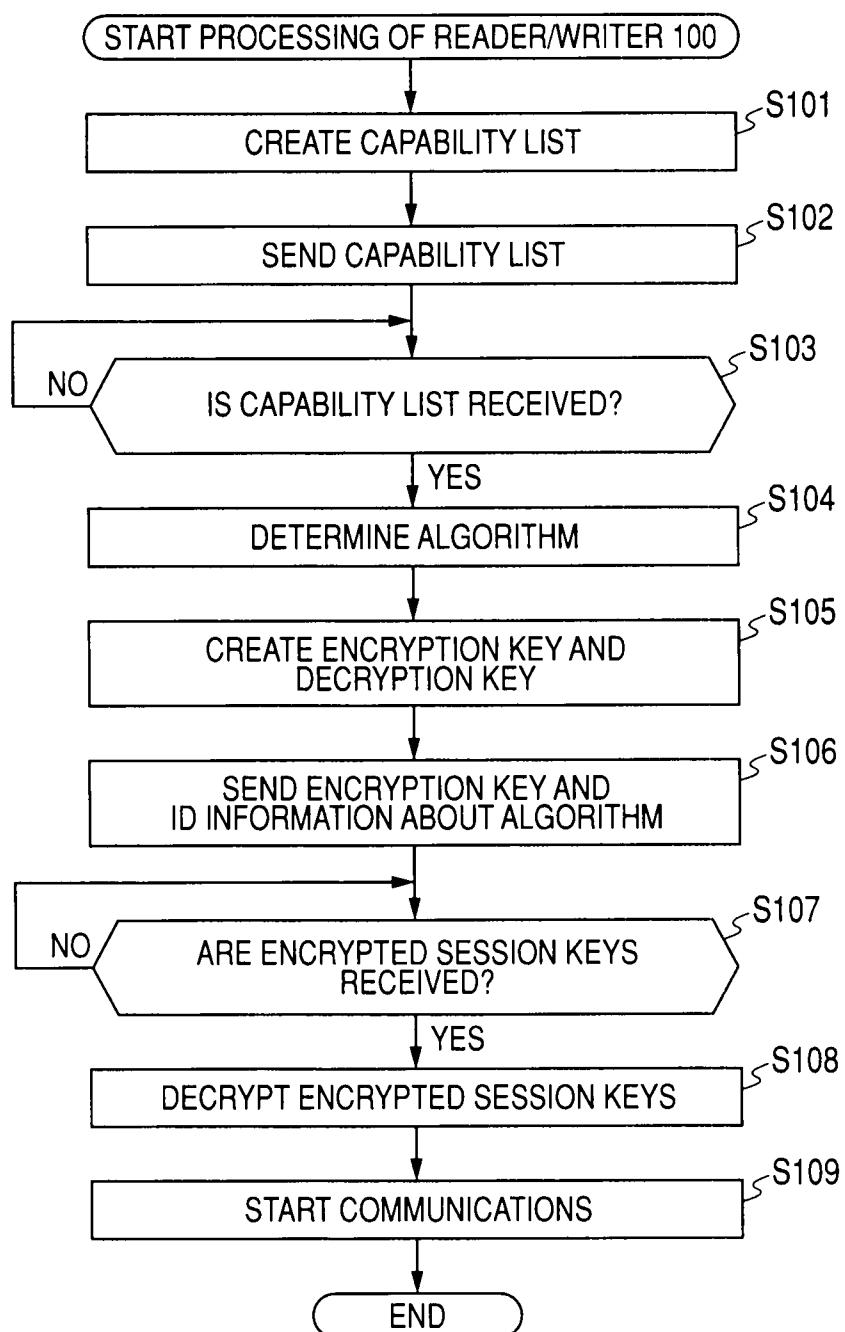 START PROCESSING OF READER/WRITER 100
S101
CREATE CAPABILITY LIST
S102
SEND CAPABILITY LIST
S103
NO
IS CAPABILITY LIST RECEIVED?
YES
S104
DETERMINE ALGORITHM
S105
CREATE ENCRYPTION KEY AND
DECRYPTION KEY
S106
SEND ENCRYPTION KEY AND
ID INFORMATION ABOUT ALGORITHM
S107
NO
ARE ENCRYPTED SESSION KEYS
RECEIVED?
YES
S108
DECRYPT ENCRYPTED SESSION KEYS
S109
START COMMUNICATIONS
END